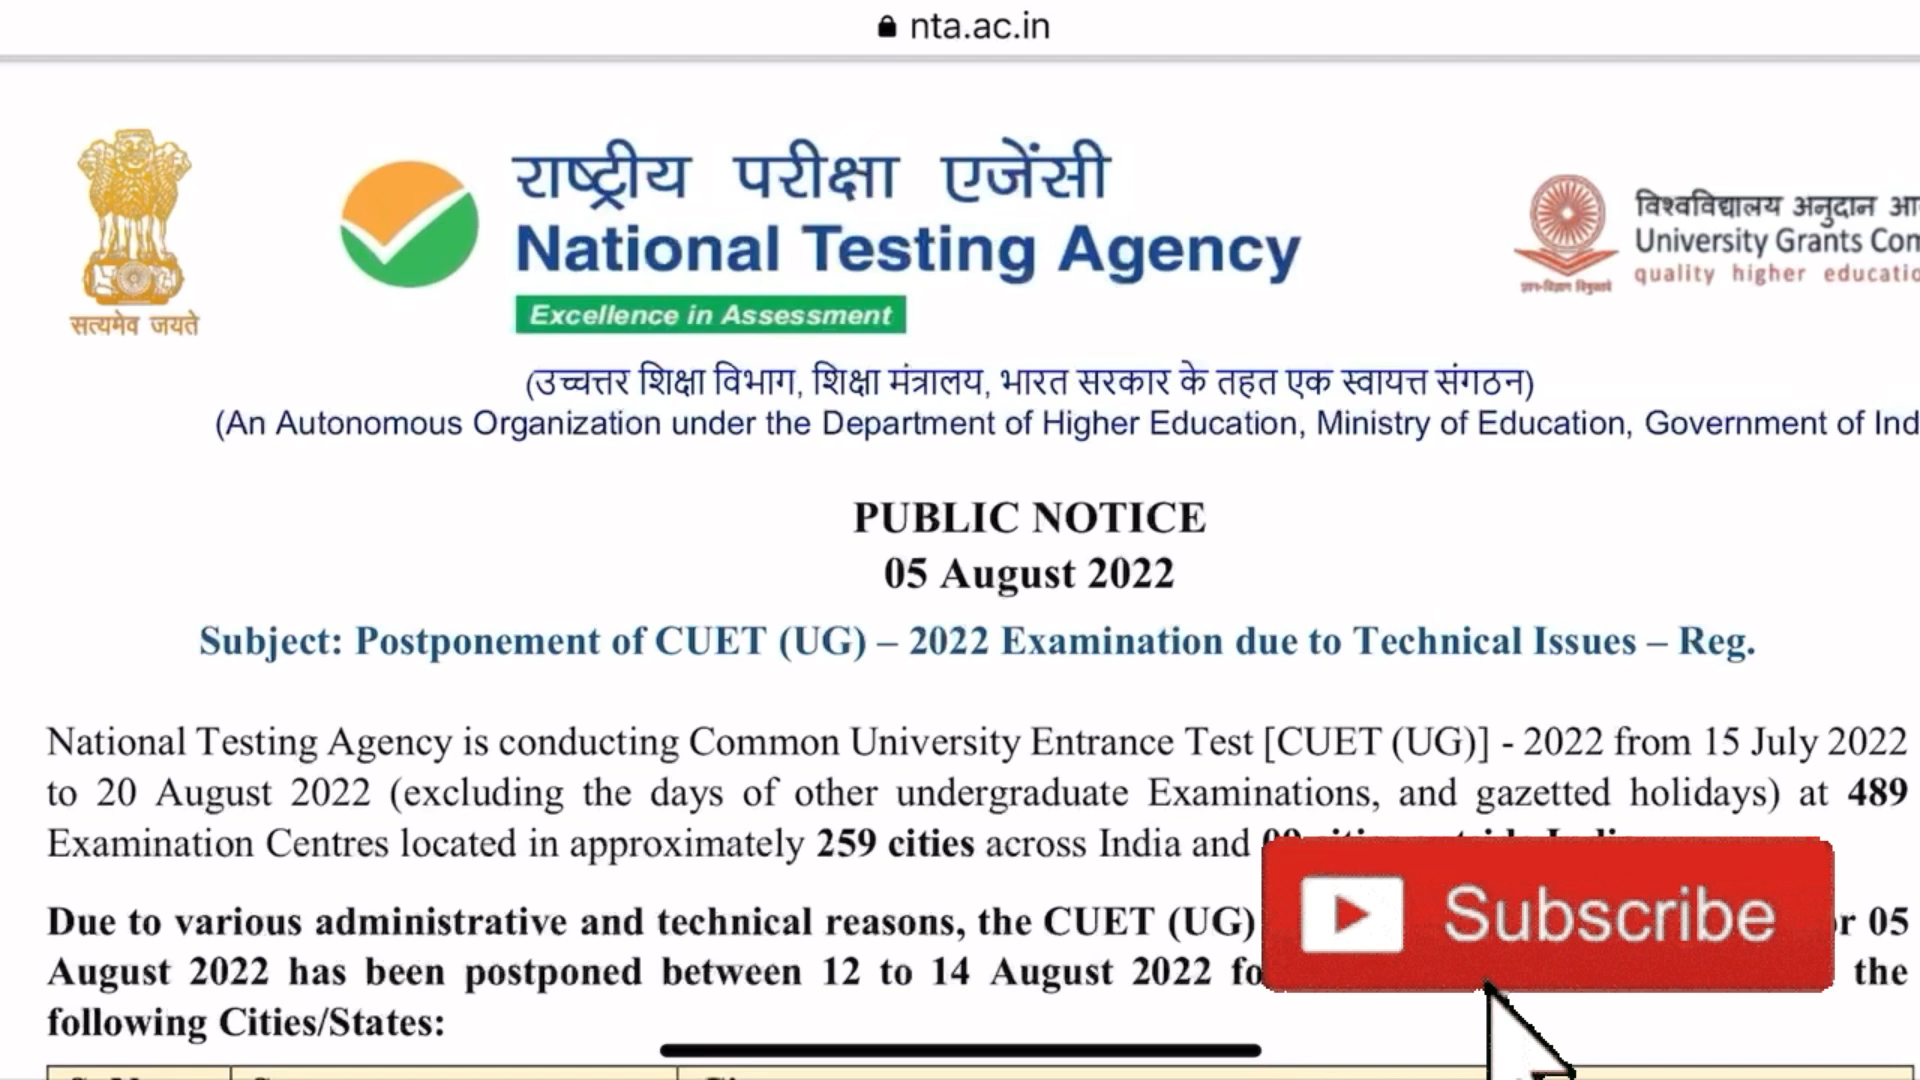 nta.ac.in
राष्ट्रीय परीक्षा एजेंसी
National Testing Agency
Excellence in Assessment
सत्यमेव जयते
विश्वविद्यालय अनुदान
University Grants
quality higher
(उच्चत्तर शिक्षा विभाग, शिक्षा मंत्रालय, भारत सरकार के तहत एक स्वायत्त संगठन)
(An Autonomous Organization under the Department of Higher Education, Ministry of Education, Government of
PUBLIC NOTICE
05 August 2022
Subject: Postponement of CUET (UG) – 2022 Examination due to Technical Issues – Reg.
National Testing Agency is conducting Common University Entrance Test [CUET (UG)] - 2022 from 15 July 2022
to 20 August 2022 (excluding the days of other undergraduate Examinations, and gazetted holidays) at 489
Examination Centres located in approximately 259 cities across India and
Due to various administrative and technical reasons, the CUET (UG) 05
August 2022 has been postponed between 12 to 14 August 2022 the
following Cities/States:
Subscribe